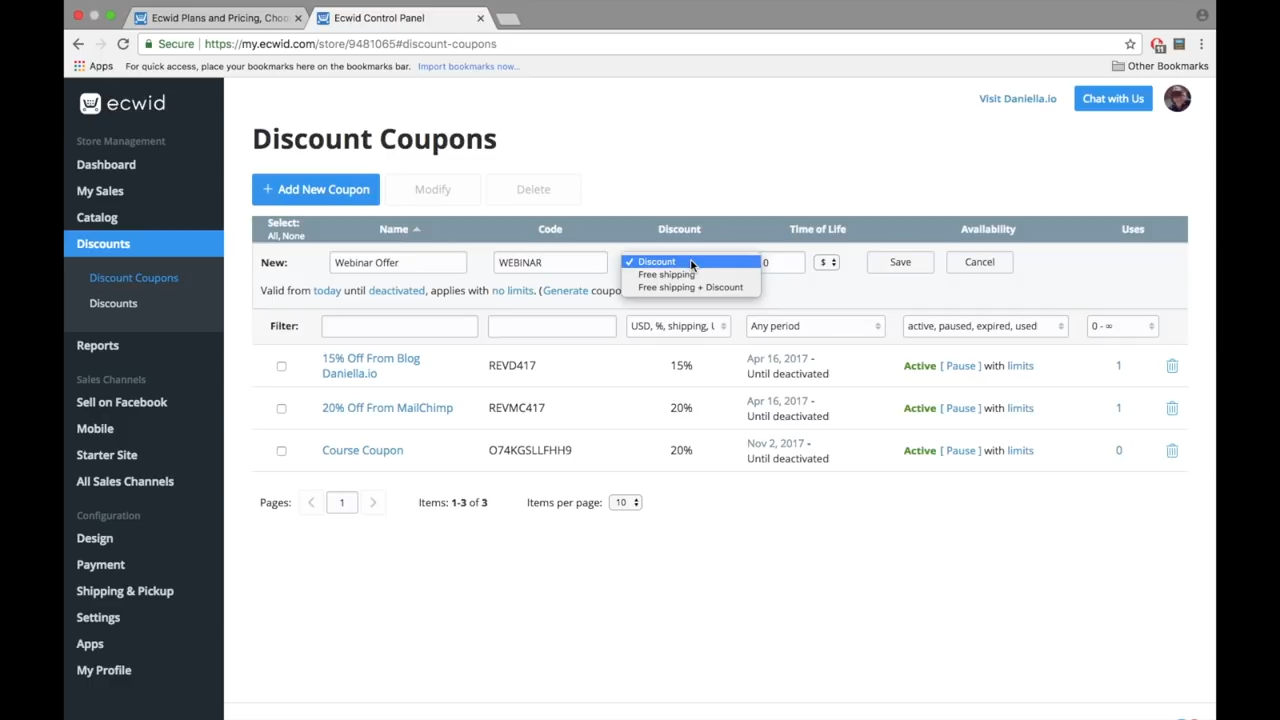 Ecwid Plans and Pricing, Choo
Ecwid Control Panel
Secure https://my.ecwid.com/store/9481065#discount-coupons
11
Apps For quick access, place your bookmarks here on the bookmarks bar. Import bookmarks now... Other Bookmarks
ecwid
Visit Daniella.io Chat with Us
Store Management
Dashboard
My Sales
Catalog
Discounts
Discount Coupons
Discounts
Reports
Sales Channels
Sell on Facebook
Mobile
Starter Site
All Sales Channels
Configuration
Design
Payment
Shipping & Pickup
Settings
Apps
My Profile
Discount Coupons
+ Add New Coupon Modify Delete
Select:
All, None
Name Code Discount Time of Life Availability Uses
New: Webinar Offer WEBINAR 0 $ Save Cancel
✓ Discount
Free shipping
Free shipping + Discount
Valid from today until deactivated, applies with no limits. (Generate coupo
Filter: USD, %, shipping, Any period active, paused, expired, used 0 - ∞
15% Off From Blog
Daniella.io
REVD417 15% Apr 16, 2017 -
Until deactivated
Active [ Pause ] with limits 1
20% Off From MailChimp REVMC417 20% Apr 16, 2017 -
Until deactivated
Active [ Pause ] with limits 1
Course Coupon O74KGSLLFHH9 20% Nov 2, 2017 -
Until deactivated
Active [ Pause ] with limits 0
Pages: 1 Items: 1-3 of 3 Items per page: 10